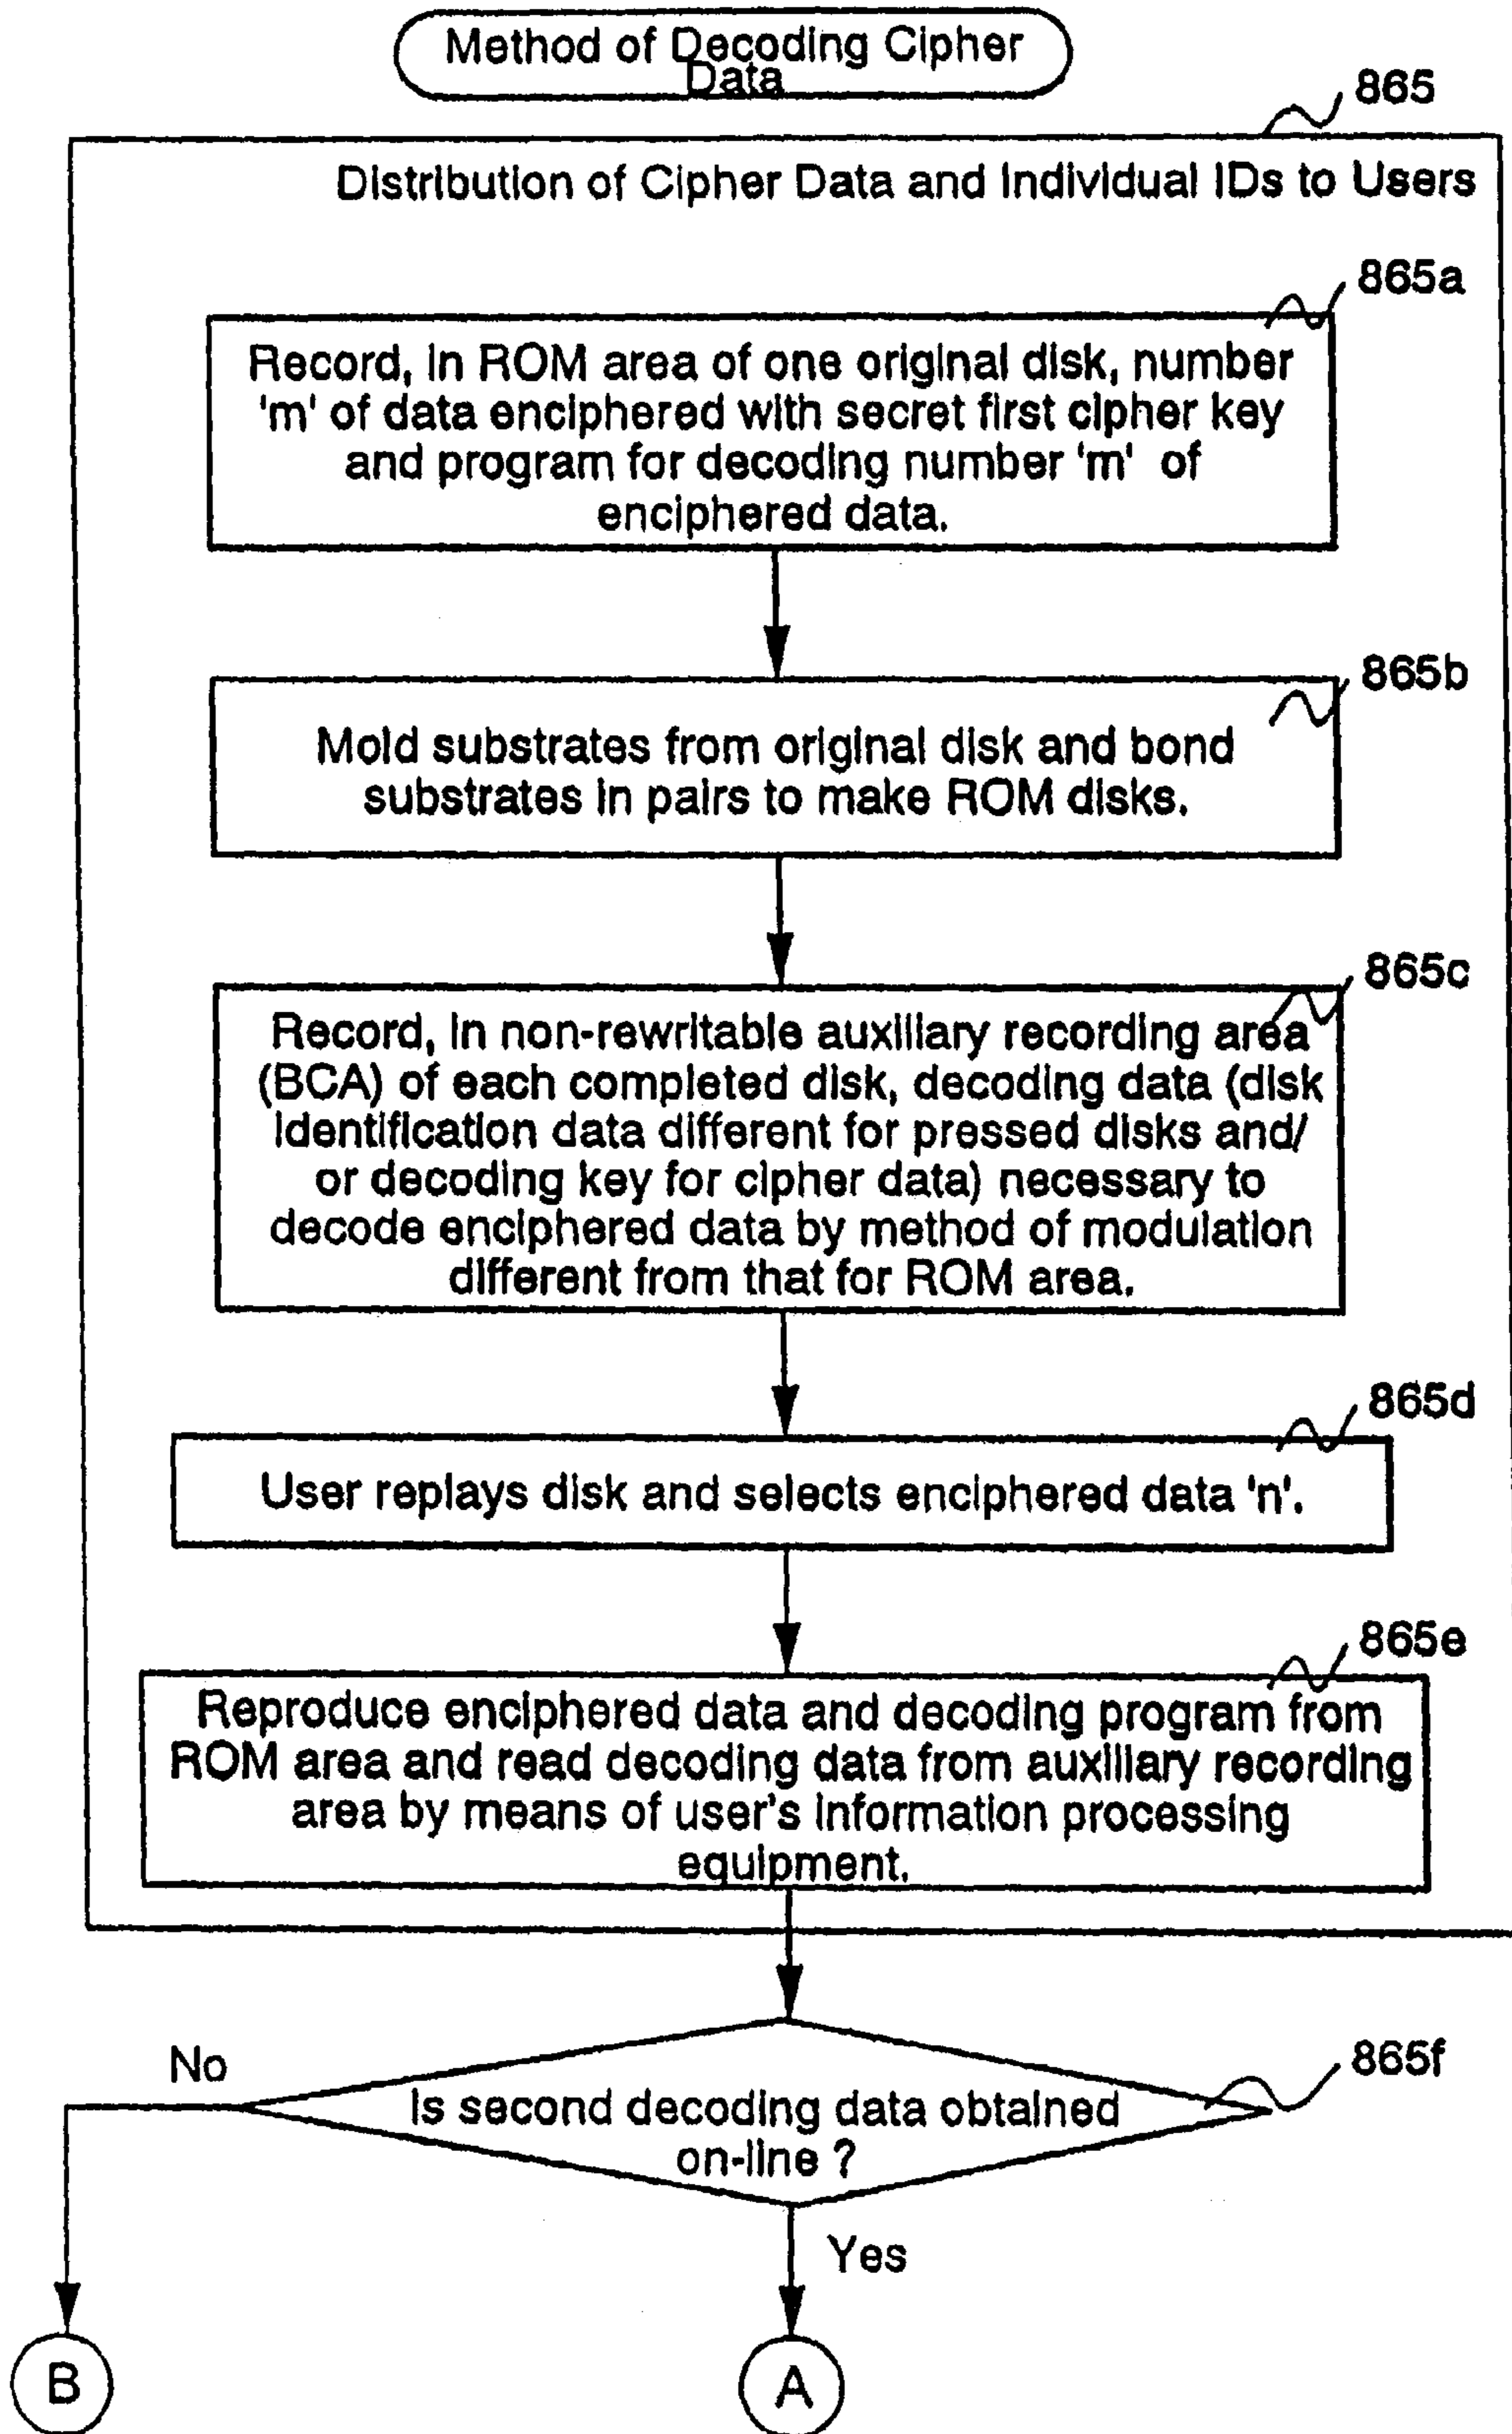 Method of Decoding Cipher
Data
865
Distribution of Cipher Data and Individual IDs to Users
865a
Record, in ROM area of one original disk, number
'm' of data enciphered with secret first cipher key
and program for decoding number 'm' of
enciphered data.
865b
Mold substrates from original disk and bond
substrates in pairs to make ROM disks.
865c
Record, in non-rewritable auxiliary recording area
(BCA) of each completed disk, decoding data (disk
identification data different for pressed disks and/
or decoding key for cipher data) necessary to
decode enciphered data by method of modulation
different from that for ROM area.
865d
User replays disk and selects enciphered data 'n'.
865e
Reproduce enciphered data and decoding program from
ROM area and read decoding data from auxiliary recording
area by means of user's information processing
equipment.
No
865f
Is second decoding data obtained
on-line ?
Yes
B
A